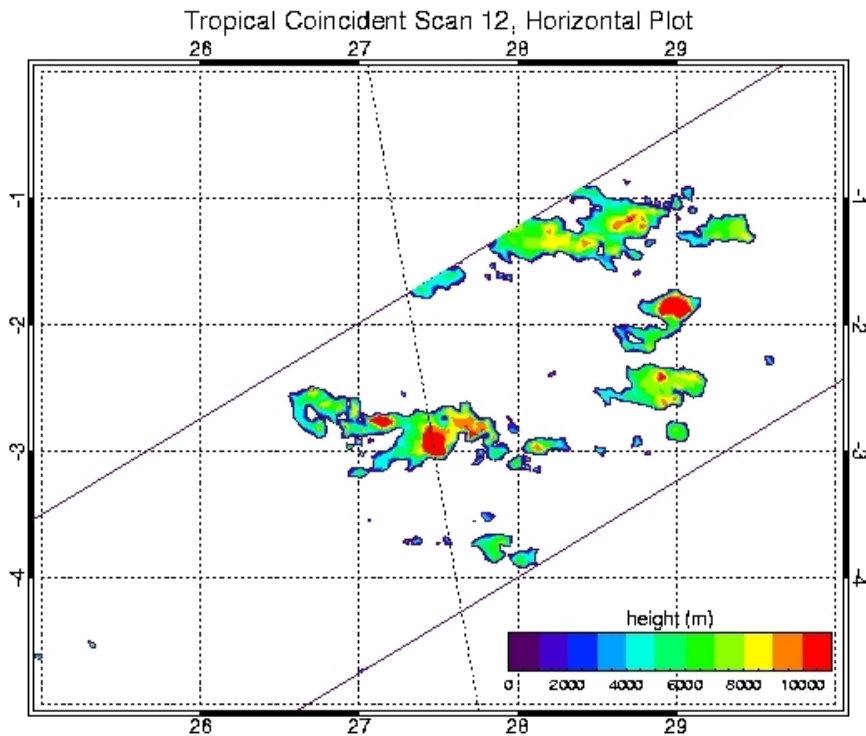 Tropical Coincident Scan 12, Horizontal Plot
26 27 28 29
-1 -1
-2 -2
-3 -3
-4 -4
height (m)
0 2000 4000 6000 8000 10000
26 27 28 29